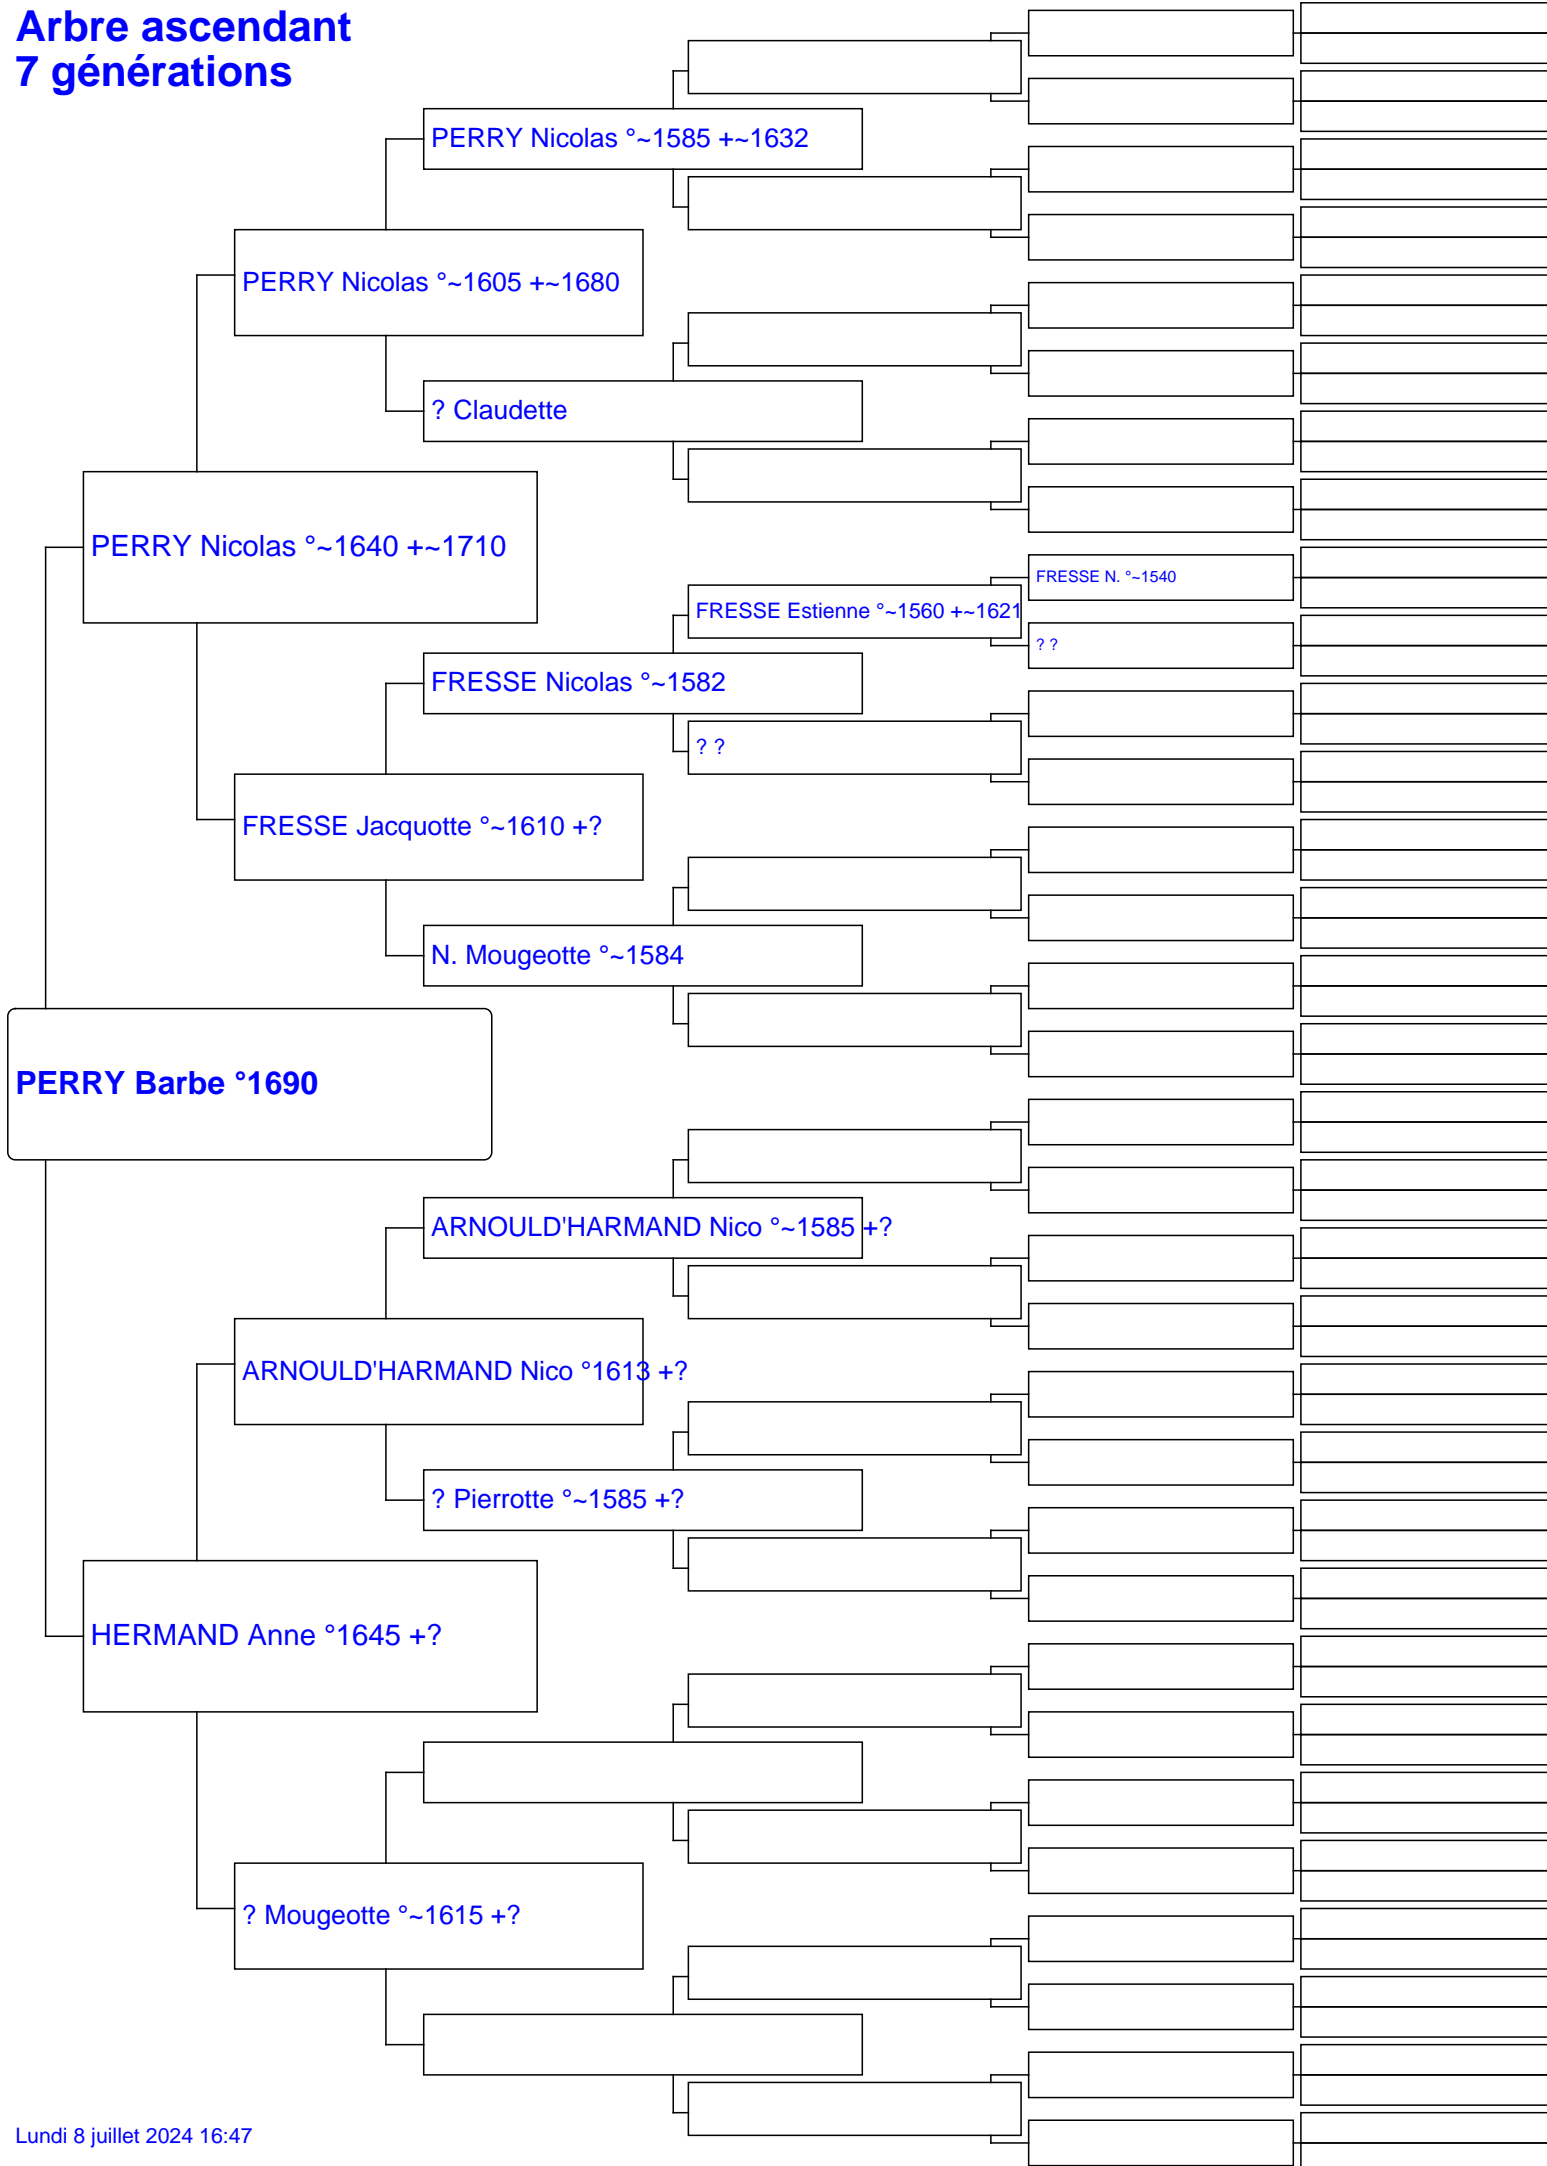 Arbre ascendant
7 générations
PERRY Nicolas °~1585 +~1632
PERRY Nicolas °~1605 +~1680
? Claudette
PERRY Nicolas °~1640 +~1710
FRESSE N. °~1540
FRESSE Estienne °~1560 +~1621
? ?
FRESSE Nicolas °~1582
? ?
FRESSE Jacquotte °~1610 +?
N. Mougeotte °~1584
PERRY Barbe °1690
ARNOULD'HARMAND Nico °~1585 +?
ARNOULD'HARMAND Nico °1613 +?
? Pierrotte °~1585 +?
HERMAND Anne °1645 +?
? Mougeotte °~1615 +?
Lundi 8 juillet 2024 16:47